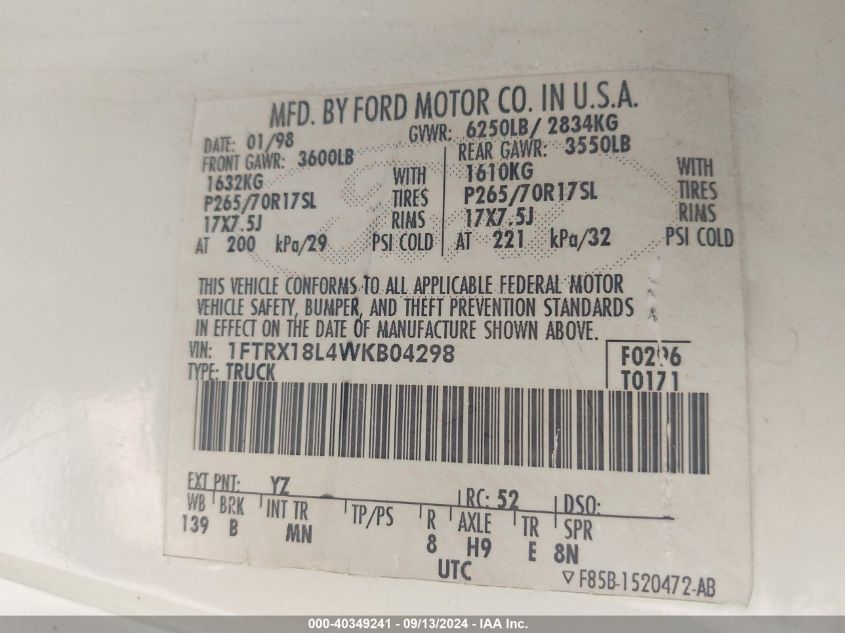 MFD. BY FORD MOTOR CO. IN U.S.A.
DATE: 01/98 GVWR: 6250LB/ 2834KG
FRONT GAWR: 3600LB REAR GAWR: 3550LB
1632KG WITH 1610KG WITH
P265/70R17SL TIRES P265/70R17SL TIRES
17X7.5J RIMS 17X7.5J RIMS
AT 200 kPa/29 PSI COLD AT 221 kPa/32 PSI COLD
THIS VEHICLE CONFORMS TO ALL APPLICABLE FEDERAL MOTOR
VEHICLE SAFETY, BUMPER, AND THEFT PREVENTION STANDARDS
IN EFFECT ON THE DATE OF MANUFACTURE SHOWN ABOVE.
VIN: 1FTRX18L4WKB04298
F0296
TYPE: TRUCK
T0171
EXT PNT: YZ RC: 52 DSO:
WB BRK INT TR TP/PS R AXLE TR SPR
139 B MN 8 H9 E 8N
UTC
▽ F85B-1520472-AB
000-40349241 - 09/13/2024 - IAA Inc.